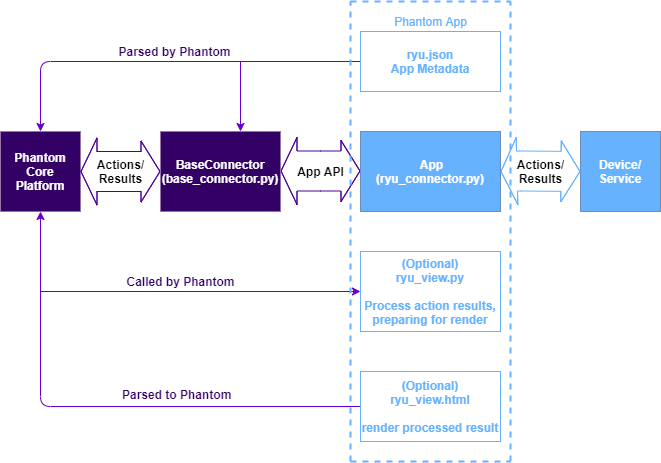 Phantom App
Parsed by Phantom
ryu.json
App Metadata
Phantom
Core
Platform
Actions/
Results
BaseConnector
(base_connector.py)
App API
App
(ryu_connector.py)
Actions/
Results
Device/
Service
Called by Phantom
(Optional)
ryu_view.py
Process action results,
preparing for render
Parsed to Phantom
(Optional)
ryu_view.html
render processed result